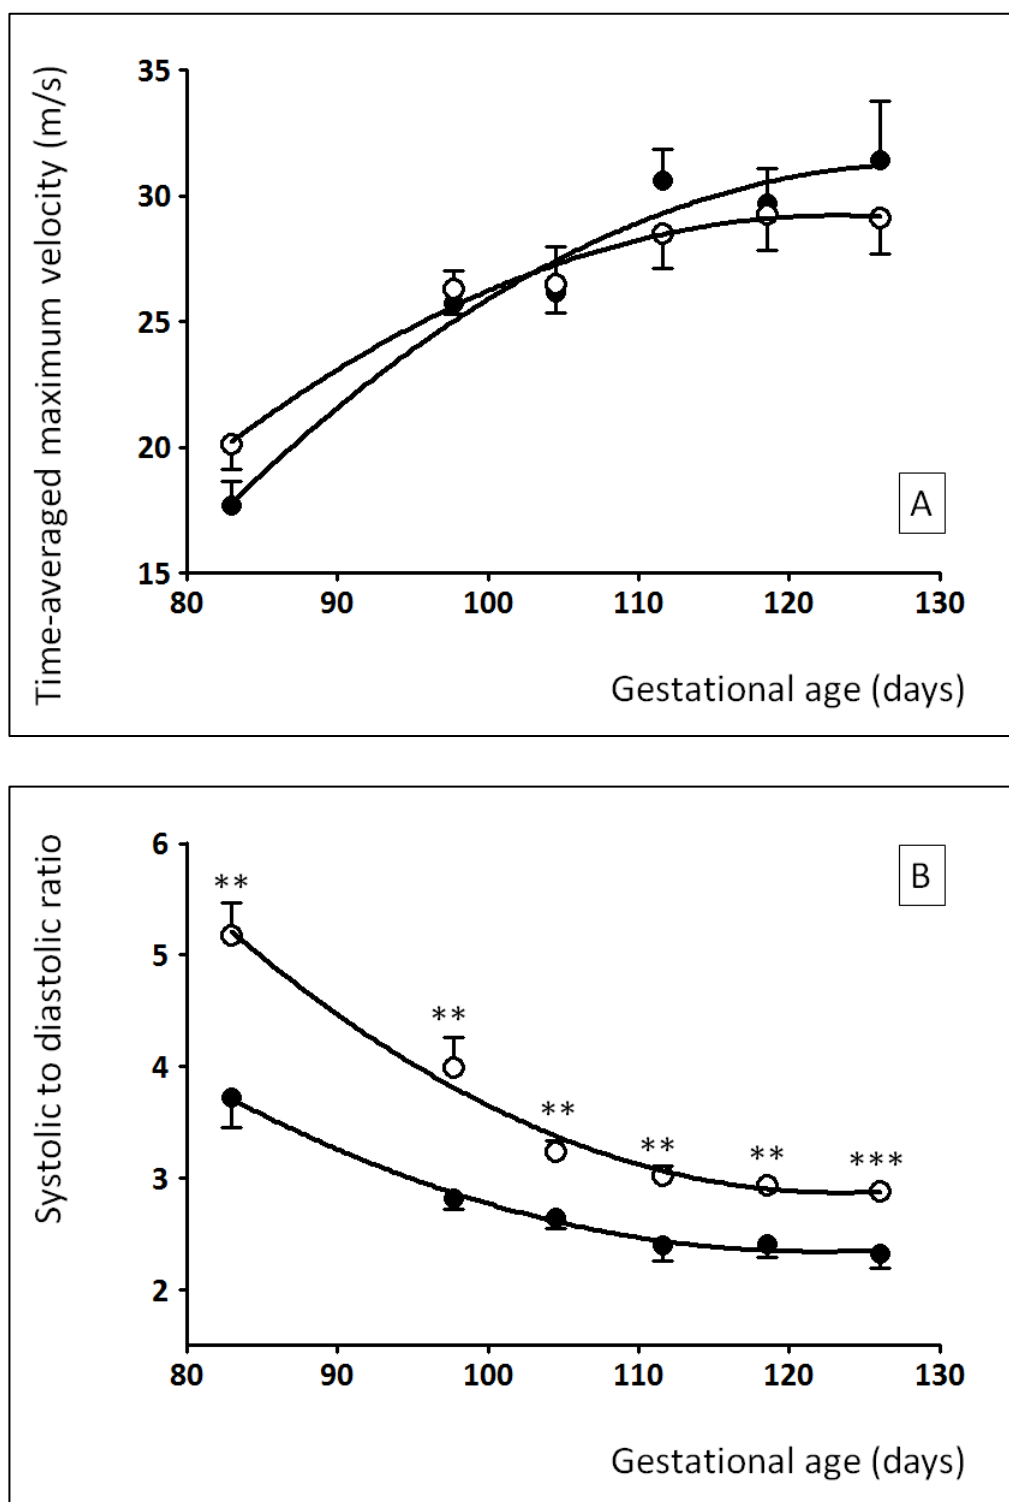 Time-averaged maximum velocity (m/s)
35
30
25
20
15
A
80 90 100 110 120 130
Gestational age (days)
Systolic to diastolic ratio
6
5
4
3
2
B
**
**
**
**
**
***
80 90 100 110 120 130
Gestational age (days)